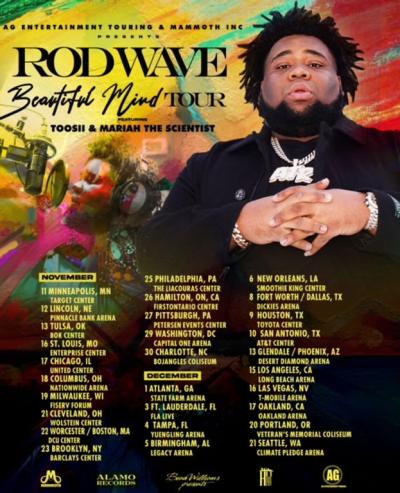 AG ENTERTAINMENT TOURING & MAMMOTH INC
PRESENTS
ROD WAVE
Beautiful Mind TOUR
FEATURING
TOOSII & MARIAH THE SCIENTIST
NOVEMBER
11 MINNEAPOLIS, MN
TARGET CENTER
12 LINCOLN, NE
PINNACLE BANK ARENA
13 TULSA, OK
BOK CENTER
16 ST. LOUIS, MO
ENTERPRISE CENTER
17 CHICAGO, IL
UNITED CENTER
18 COLUMBUS, OH
NATIONWIDE ARENA
19 MILWAUKEE, WI
FISERV FORUM
21 CLEVELAND, OH
WOLSTEIN CENTER
22 WORCESTER / BOSTON, MA
DCU CENTER
23 BROOKLYN, NY
BARCLAYS CENTER
25 PHILADELPHIA, PA
THE LIACOURAS CENTER
26 HAMILTON, ON, CA
FIRSTONTARIO CENTER
27 PITTSBURGH, PA
PETERSEN EVENTS CENTER
29 WASHINGTON, DC
CAPITAL ONE ARENA
30 CHARLOTTE, NC
BOJANGLES COLISEUM
DECEMBER
1 ATLANTA, GA
STATE FARM ARENA
3 FT. LAUDERDALE, FL
FLA LIVE
4 TAMPA, FL
YUENGLING ARENA
5 BIRMINGHAM, AL
LEGACY ARENA
6 NEW ORLEANS, LA
SMOOTHIE KING CENTER
8 FORT WORTH / DALLAS, TX
DICKIES ARENA
9 HOUSTON, TX
TOYOTA CENTER
10 SAN ANTONIO, TX
AT&T CENTER
13 GLENDALE / PHOENIX, AZ
DESERT DIAMOND ARENA
15 LOS ANGELES, CA
LONG BEACH ARENA
16 LAS VEGAS, NV
T-MOBILE ARENA
17 OAKLAND, CA
OAKLAND ARENA
20 PORTLAND, OR
VETERAN'S MEMORIAL COLISEUM
21 SEATTLE, WA
CLIMATE PLEDGE ARENA
ALAMO
RECORDS
Bond Williams
presents
AG